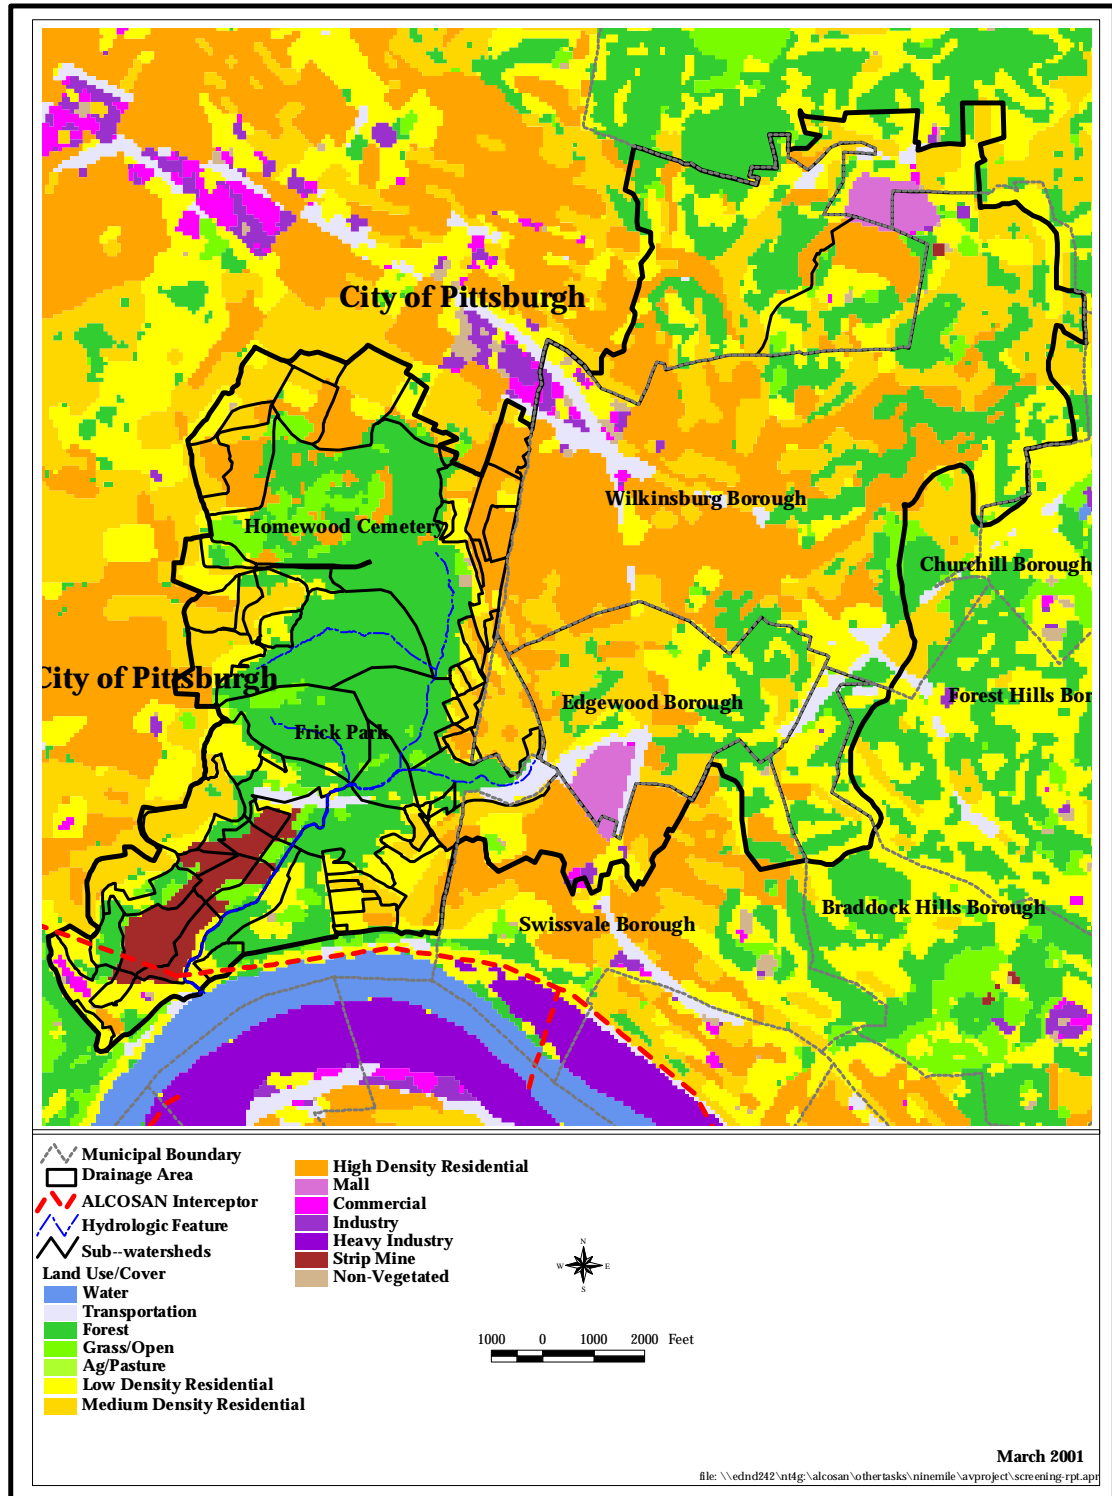 City of Pittsburgh
Wilkinsburg Borough
Homewood Cemetery
Churchill Borough
City of Pittsburgh
Forest Hills Bor
Edgewood Borough
Frick Park
Braddock Hills Borough
Swissvale Borough
Municipal Boundary
Drainage Area
ALCOSAN Interceptor
Hydrologic Feature
Sub--watersheds
Land Use/Cover
Water
Transportation
Forest
Grass/Open
Ag/Pasture
Low Density Residential
Medium Density Residential
High Density Residential
Mall
Commercial
Industry
Heavy Industry
Strip Mine
Non-Vegetated
N
W E
S
1000 0 1000 2000 Feet
March 2001
file: \\ednd242\nt4g:\alcosan\othertasks\ninemile\avproject\screening-rpt.apr